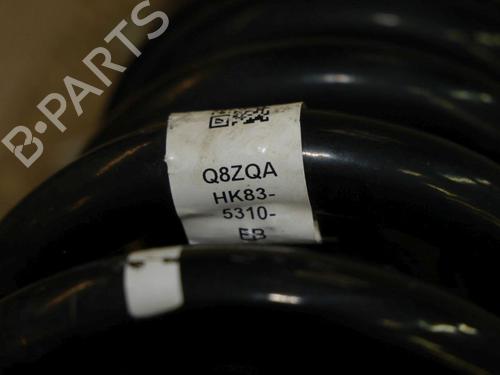 B-PARTS
Q8ZQA
HK83-
5310-
EB